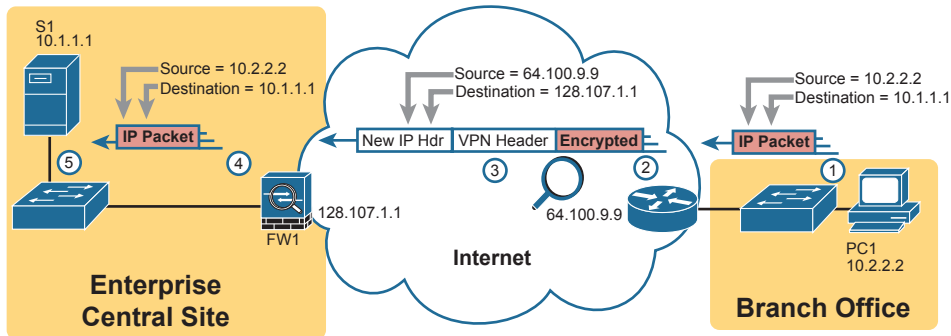 S1
10.1.1.1
Source = 10.2.2.2
Destination = 10.1.1.1
IP Packet
4
5
FW1
128.107.1.1
Enterprise
Central Site
Source = 64.100.9.9
Destination = 128.107.1.1
New IP Hdr
VPN Header
Encrypted
3
2
64.100.9.9
Internet
Source = 10.2.2.2
Destination = 10.1.1.1
IP Packet
1
PC1
10.2.2.2
Branch Office